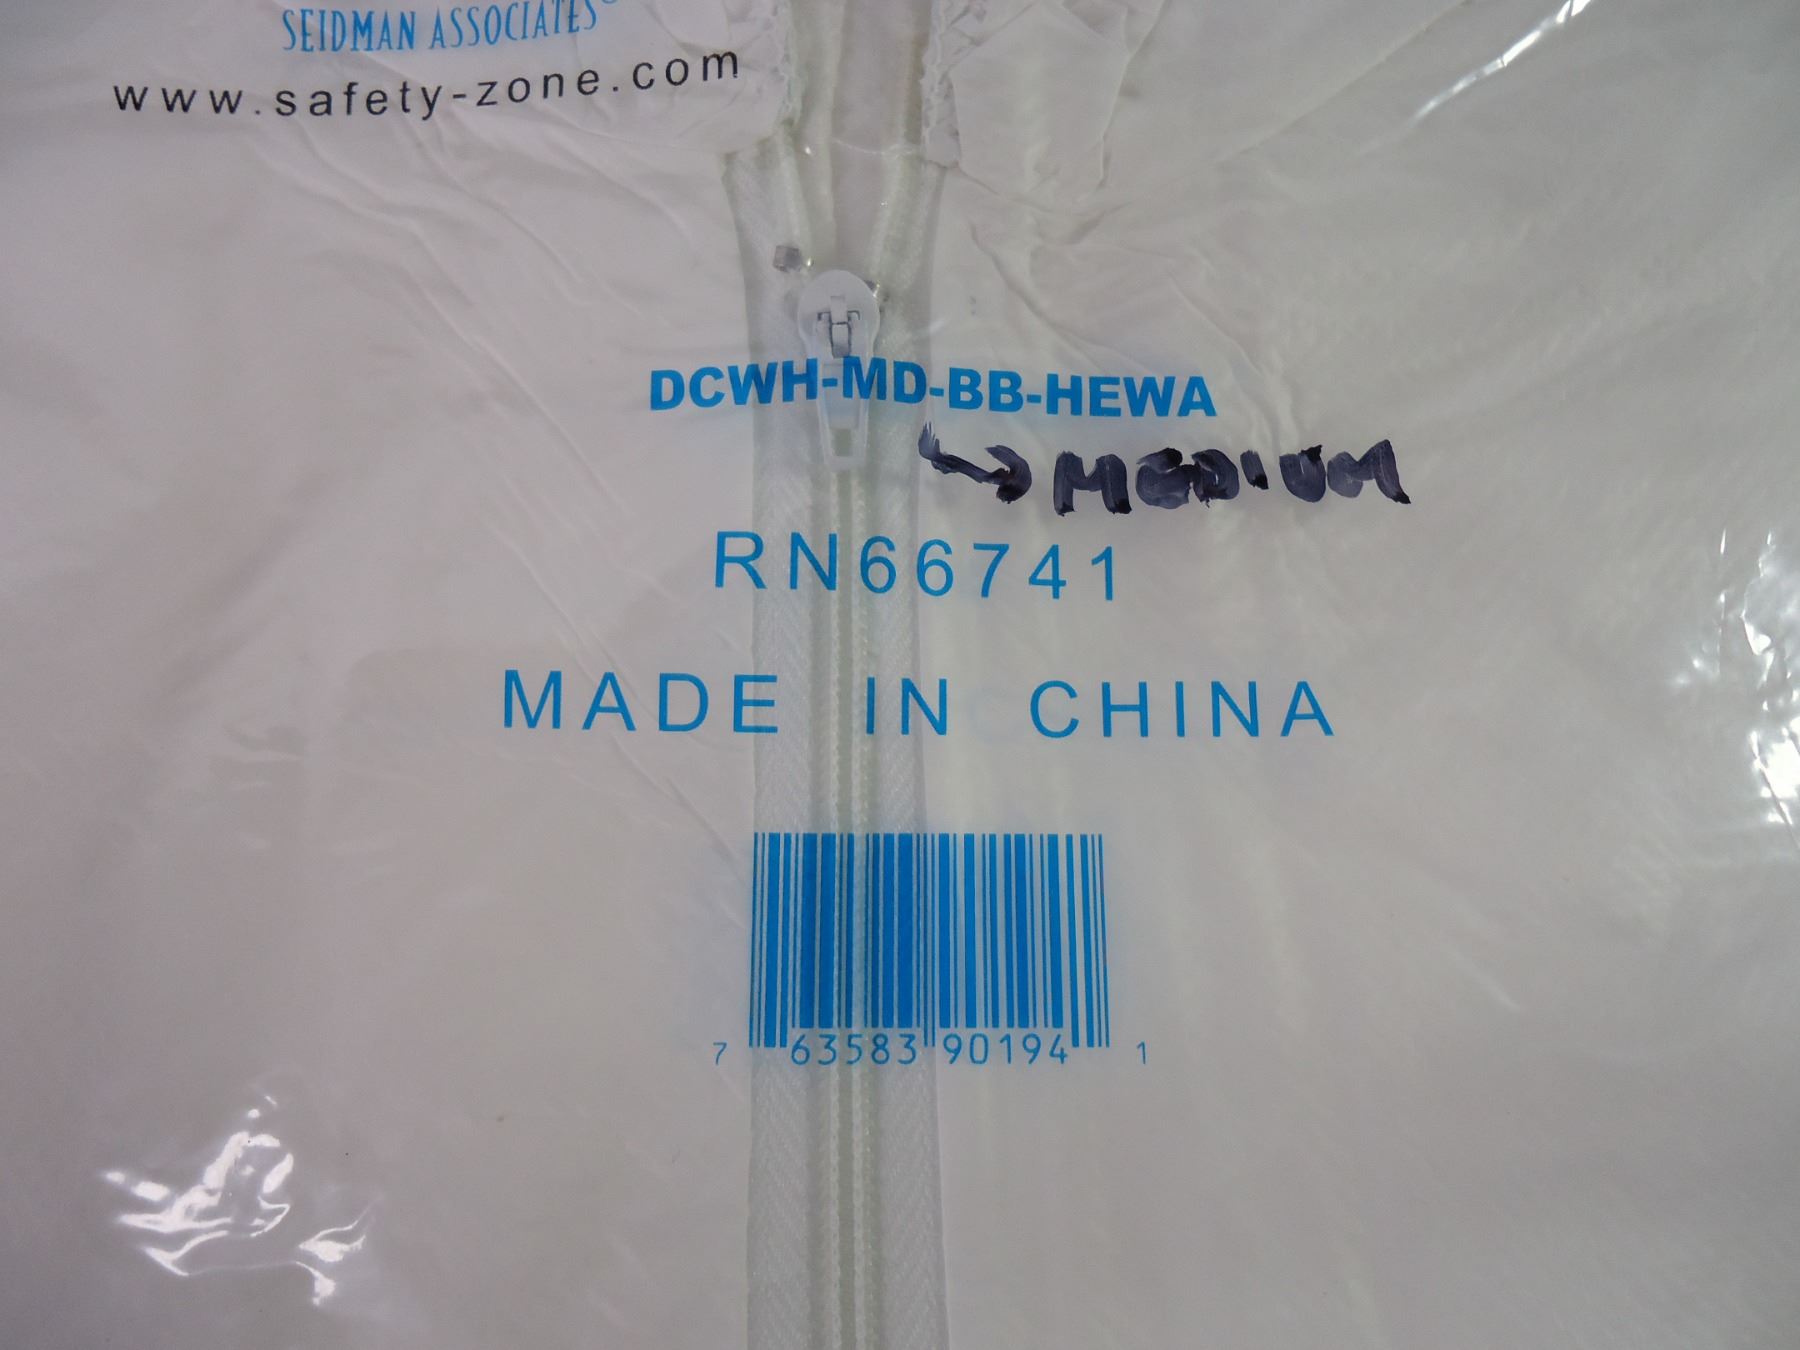 SEIDMAN ASSOCIATES®
www.safety-zone.com
DCWH-MD-BB-HEWA
→ MEDIUM
RN66741
MADE IN CHINA
7 63583 90194 1